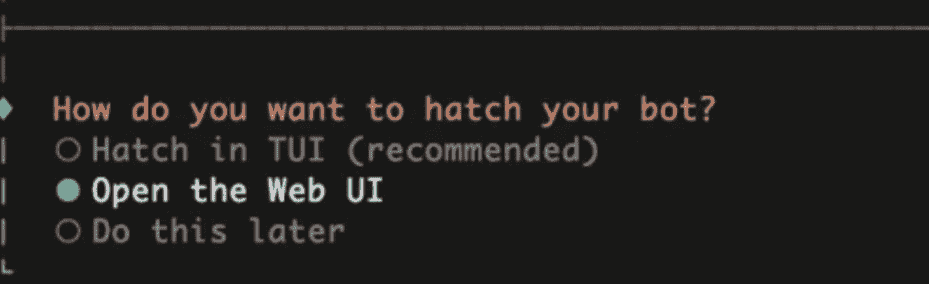 How do you want to hatch your bot?
Hatch in TUI (recommended)
Open the Web UI
Do this later